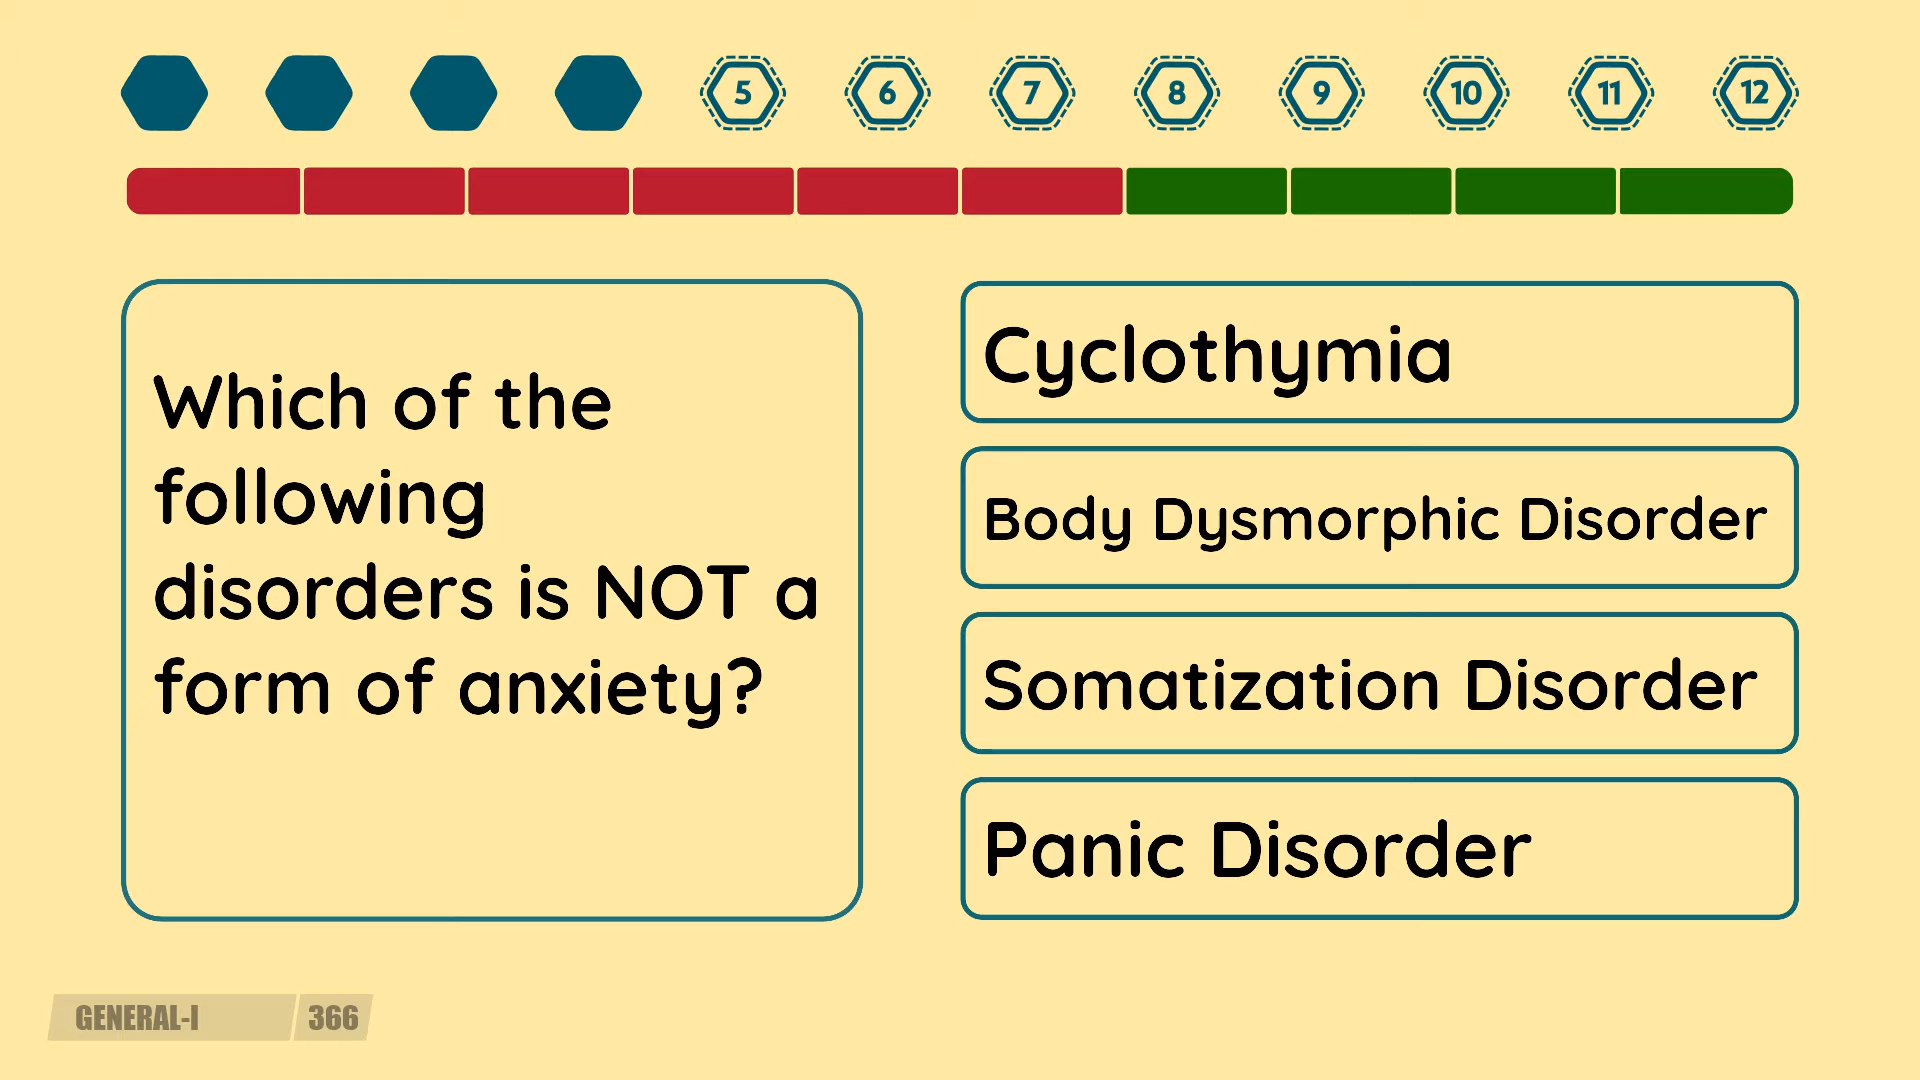 5 6 7 8 9 10 11 12
Which of the
following
disorders is NOT a
form of anxiety?
Cyclothymia
Body Dysmorphic Disorder
Somatization Disorder
Panic Disorder
GENERAL-I 366